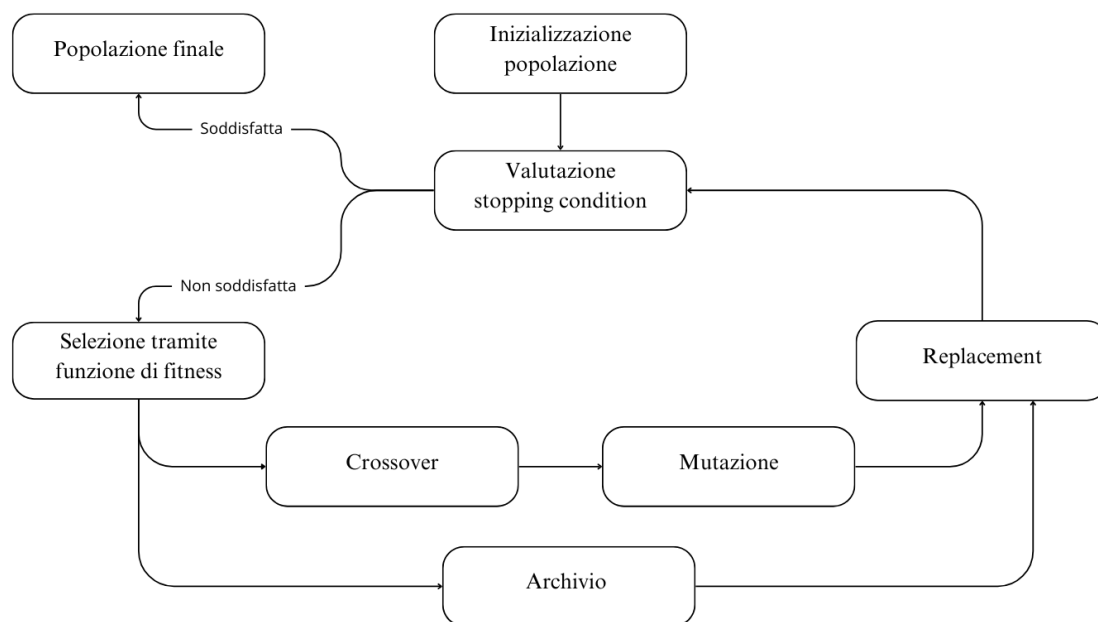 Popolazione finale
Inizializzazione
popolazione
Soddisfatta
Valutazione
stopping condition
Non soddisfatta
Selezione tramite
funzione di fitness
Replacement
Crossover
Mutazione
Archivio